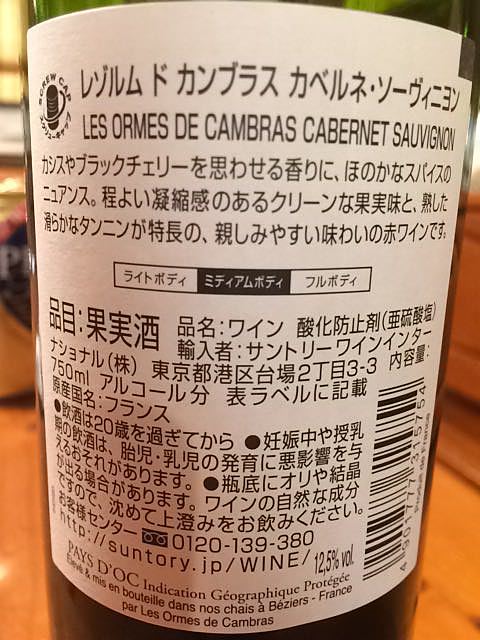 SCREW CAP
レゾルム ド カンブラス カベルネ・ソーヴィニヨン
LES ORMES DE CAMBRAS CABERNET SAUVIGNON
カシスやブラックチェリーを思わせる香りに、ほのかなスパイスの
ニュアンス。程よい凝縮感のあるクリーンな果実味と、熟した
滑らかなタンニンが特長の、親しみやすい味わいの赤ワインです。
ライトボディ ミディアムボディ フルボディ
品目:果実酒 品名:ワイン 酸化防止剤(亜硫酸塩)
輸入者:サントリーワインインター
ナショナル(株) 東京都港区台場2丁目3-3 内容量:
750ml アルコール分 表ラベルに記載
原産国名:フランス
●飲酒は20歳を過ぎてから ●妊娠中や授乳
期の飲酒は、胎児・乳児の発育に悪影響を与
えるおそれがあります。 ●瓶底にオリや結晶
が出る場合があります。ワインの自然な成分
ですので、沈めて上澄みをお飲みください。
お客様センター 0120-139-380
http://suntory.jp/WINE/ 12,5% vol.
PAYS D'OC Indication Géographique Protégée
Elevé & mis en bouteille dans nos chais à Béziers - France
par Les Ormes de Cambras
Produit de France